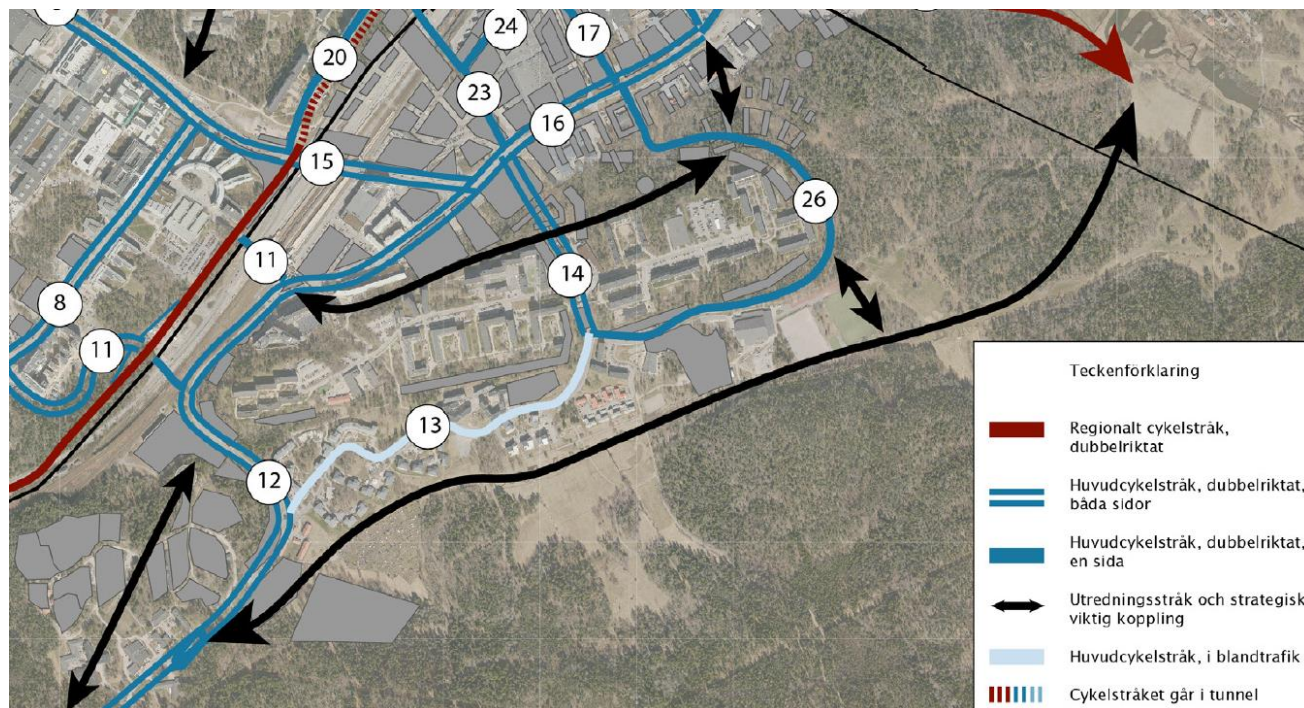 24
17
20
23
16
15
26
11
14
8
11
13
12
Teckenförklaring
Regionalt cykelstråk,
dubbelriktat
Huvudcykelstråk, dubbelriktat,
båda sidor
Huvudcykelstråk, dubbelriktat,
en sida
Utredningsstråk och strategisk
viktig koppling
Huvudcykelstråk, i blandtrafik
Cykelstråket går i tunnel